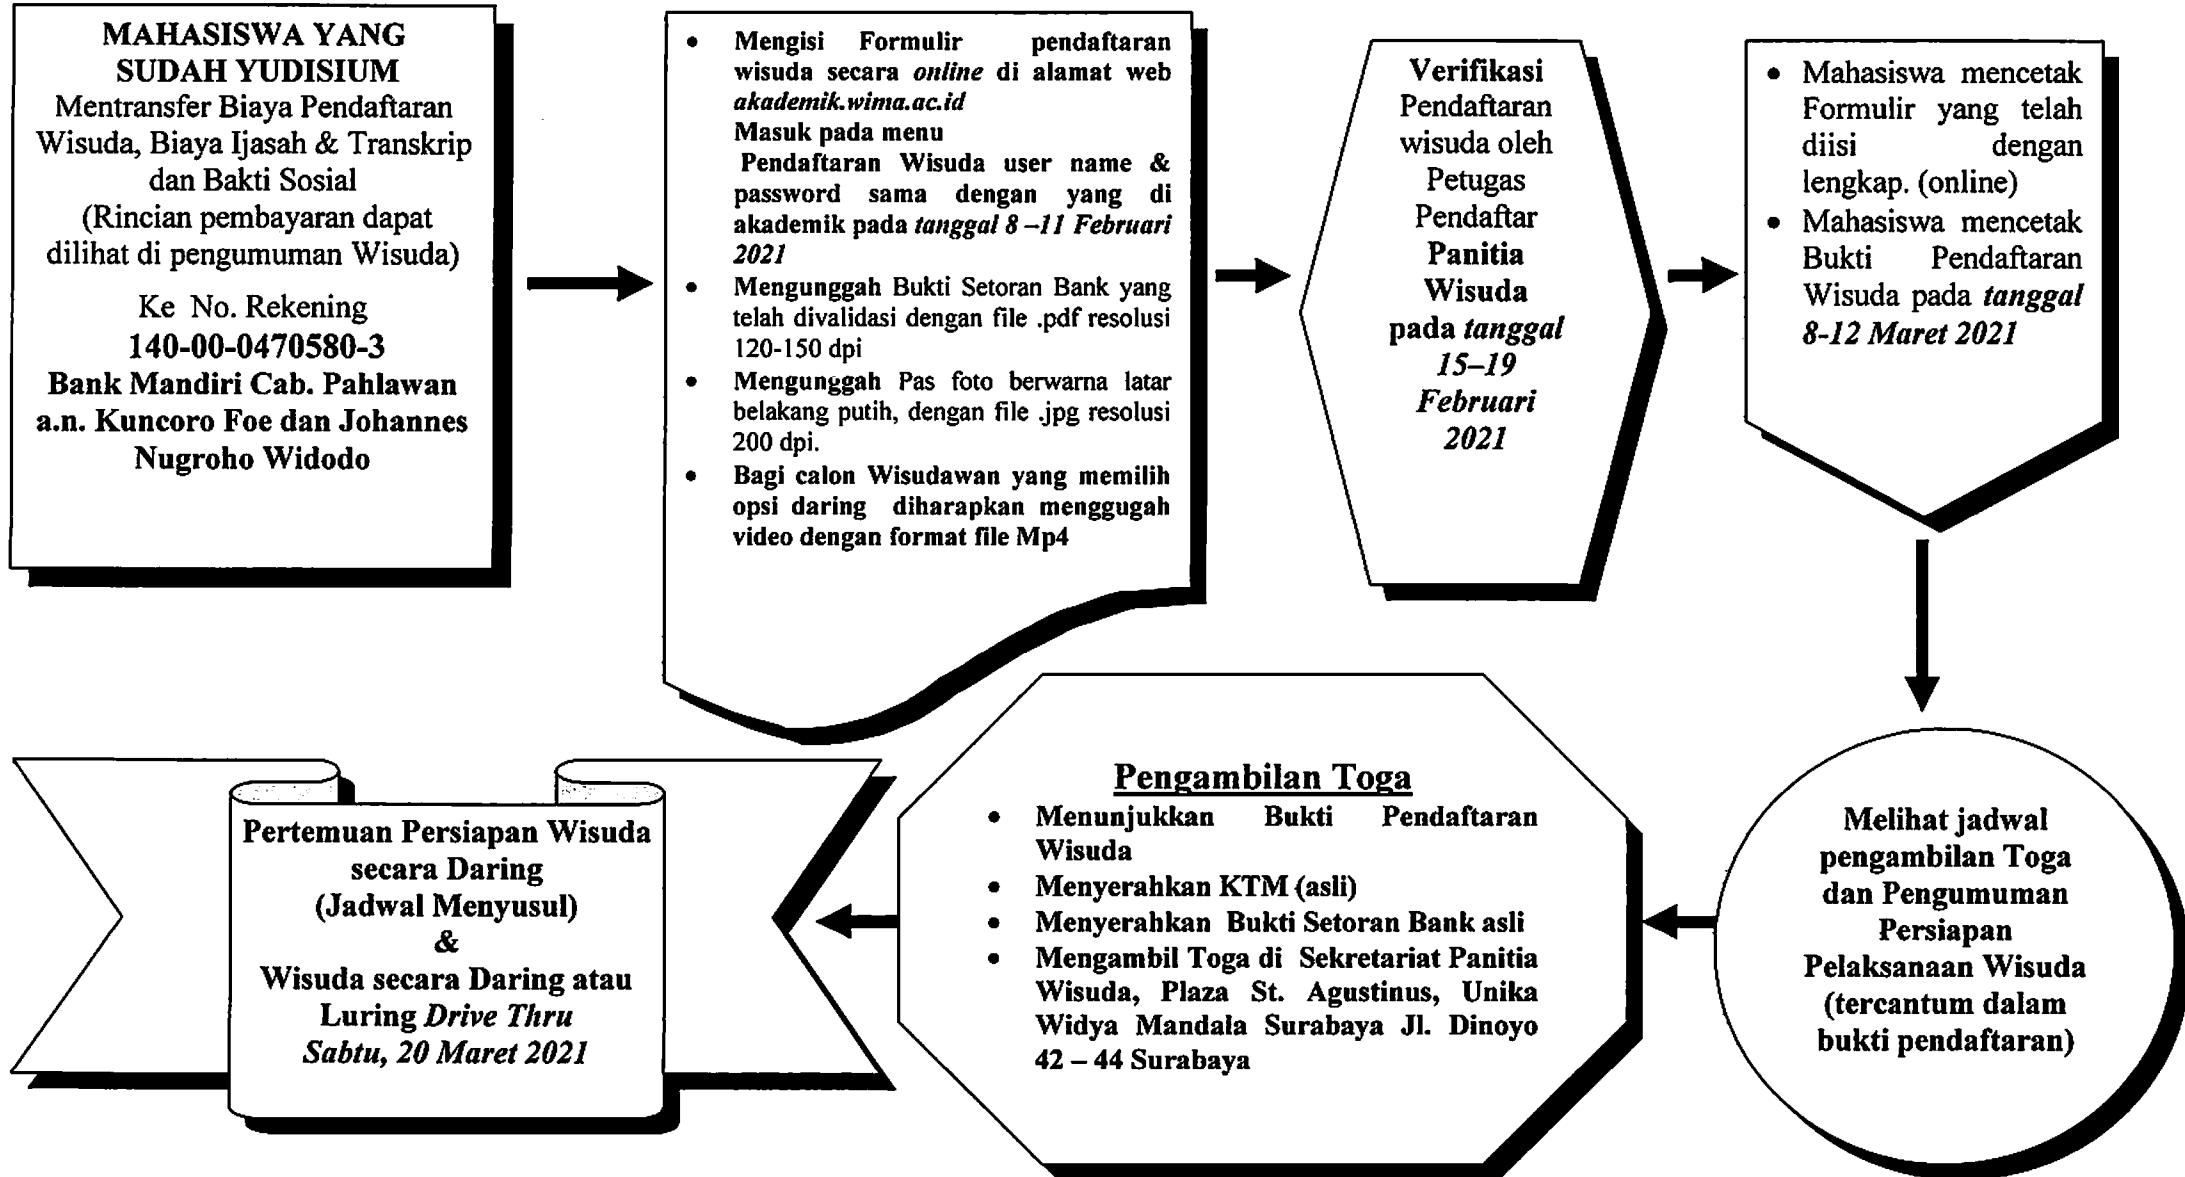 MAHASISWA YANG
SUDAH YUDISIUM
Mentransfer Biaya Pendaftaran
Wisuda, Biaya Ijasah & Transkrip
dan Bakti Sosial
(Rincian pembayaran dapat
dilihat di pengumuman Wisuda)
Ke No. Rekening
140-00-0470580-3
Bank Mandiri Cab. Pahlawan
a.n. Kuncoro Foe dan Johannes
Nugroho Widodo
• Mengisi Formulir pendaftaran
wisuda secara online di alamat web
akademik.wima.ac.id
Masuk pada menu
Pendaftaran Wisuda user name &
password sama dengan yang di
akademik pada tanggal 8 –11 Februari
2021
• Mengunggah Bukti Setoran Bank yang
telah divalidasi dengan file .pdf resolusi
120-150 dpi
• Mengunggah Pas foto berwarna latar
belakang putih, dengan file .jpg resolusi
200 dpi.
• Bagi calon Wisudawan yang memilih
opsi daring diharapkan menggugah
video dengan format file Mp4
Verifikasi
Pendaftaran
wisuda oleh
Petugas
Pendaftar
Panitia
Wisuda
pada tanggal
15–19
Februari
2021
• Mahasiswa mencetak
Formulir yang telah
diisi dengan
lengkap. (online)
• Mahasiswa mencetak
Bukti Pendaftaran
Wisuda pada tanggal
8-12 Maret 2021
Melihat jadwal
pengambilan Toga
dan Pengumuman
Persiapan
Pelaksanaan Wisuda
(tercantum dalam
bukti pendaftaran)
Pengambilan Toga
• Menunjukkan Bukti Pendaftaran
Wisuda
• Menyerahkan KTM (asli)
• Menyerahkan Bukti Setoran Bank asli
• Mengambil Toga di Sekretariat Panitia
Wisuda, Plaza St. Agustinus, Unika
Widya Mandala Surabaya Jl. Dinoyo
42 – 44 Surabaya
Pertemuan Persiapan Wisuda
secara Daring
(Jadwal Menyusul)
&
Wisuda secara Daring atau
Luring Drive Thru
Sabtu, 20 Maret 2021